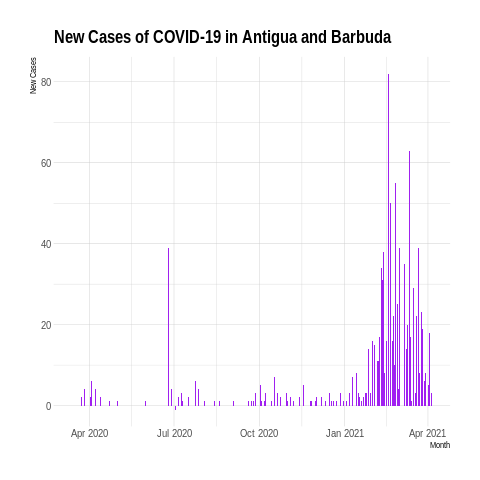 New Cases of COVID-19 in Antigua and Barbuda
New Cases
80
60
40
20
0
Apr 2020 Jul 2020 Oct 2020 Jan 2021 Apr 2021
Month